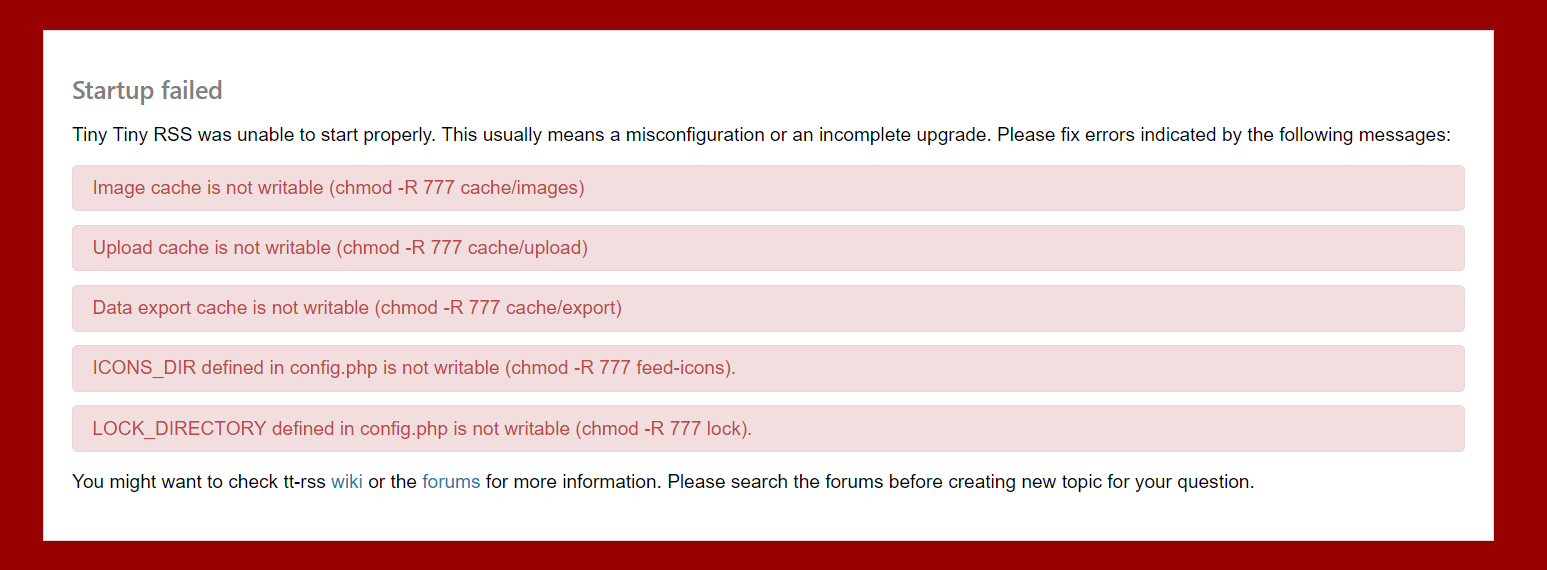 Startup failed
Tiny Tiny RSS was unable to start properly. This usually means a misconfiguration or an incomplete upgrade. Please fix errors indicated by the following messages:
Image cache is not writable (chmod -R 777 cache/images)
Upload cache is not writable (chmod -R 777 cache/upload)
Data export cache is not writable (chmod -R 777 cache/export)
ICONS_DIR defined in config.php is not writable (chmod -R 777 feed-icons).
LOCK_DIRECTORY defined in config.php is not writable (chmod -R 777 lock).
You might want to check tt-rss wiki or the forums for more information. Please search the forums before creating new topic for your question.